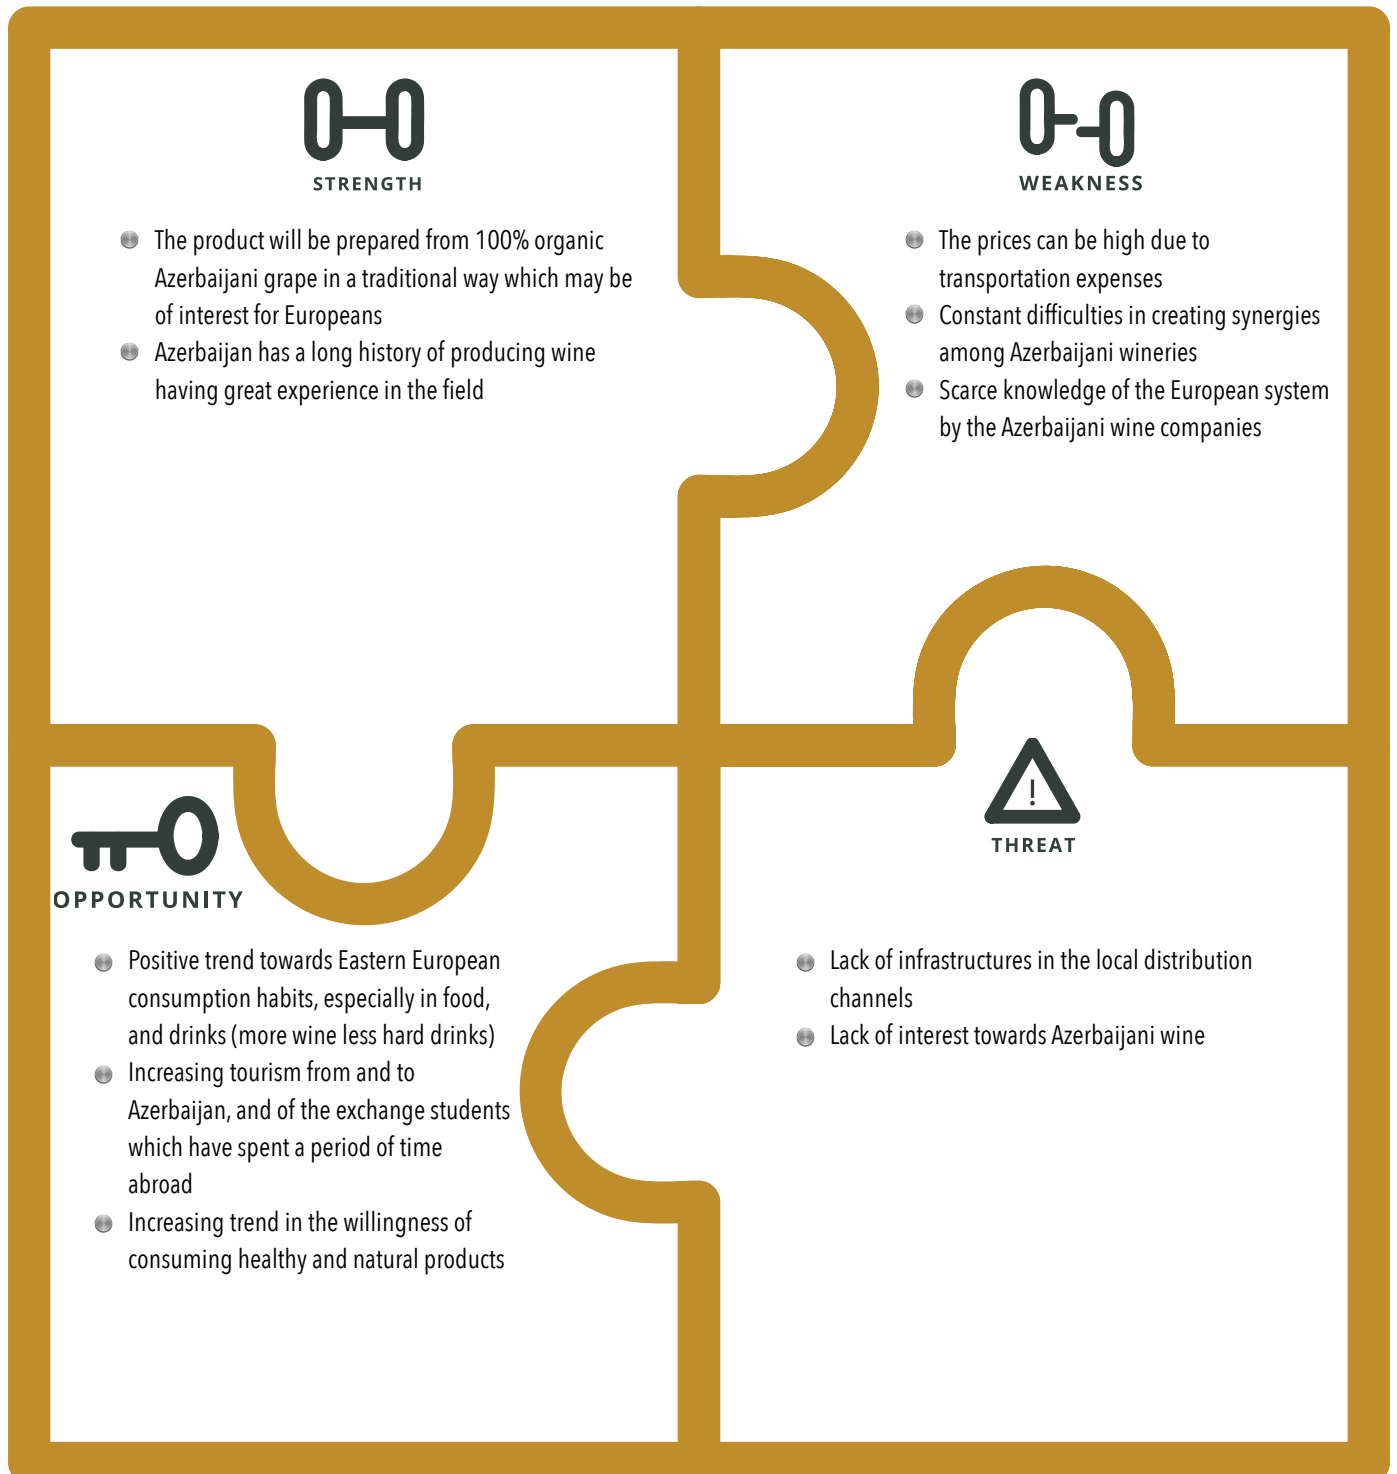 STRENGTH
The product will be prepared from 100% organic
Azerbaijani grape in a traditional way which may be
of interest for Europeans
Azerbaijan has a long history of producing wine
having great experience in the field
WEAKNESS
The prices can be high due to
transportation expenses
Constant difficulties in creating synergies
among Azerbaijani wineries
Scarce knowledge of the European system
by the Azerbaijani wine companies
OPPORTUNITY
Positive trend towards Eastern European
consumption habits, especially in food,
and drinks (more wine less hard drinks)
Increasing tourism from and to
Azerbaijan, and of the exchange students
which have spent a period of time
abroad
Increasing trend in the willingness of
consuming healthy and natural products
!
THREAT
Lack of infrastructures in the local distribution
channels
Lack of interest towards Azerbaijani wine